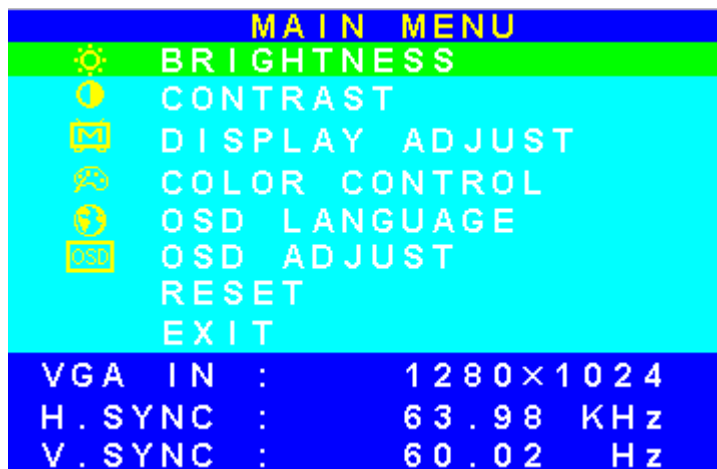 MAIN MENU
BRIGHTNESS
CONTRAST
M DISPLAY ADJUST
COLOR CONTROL
OSD LANGUAGE
OSD OSD ADJUST
RESET
EXIT
VGA IN : 1280×1024
H.SYNC : 63.98 KHz
V.SYNC : 60.02 Hz